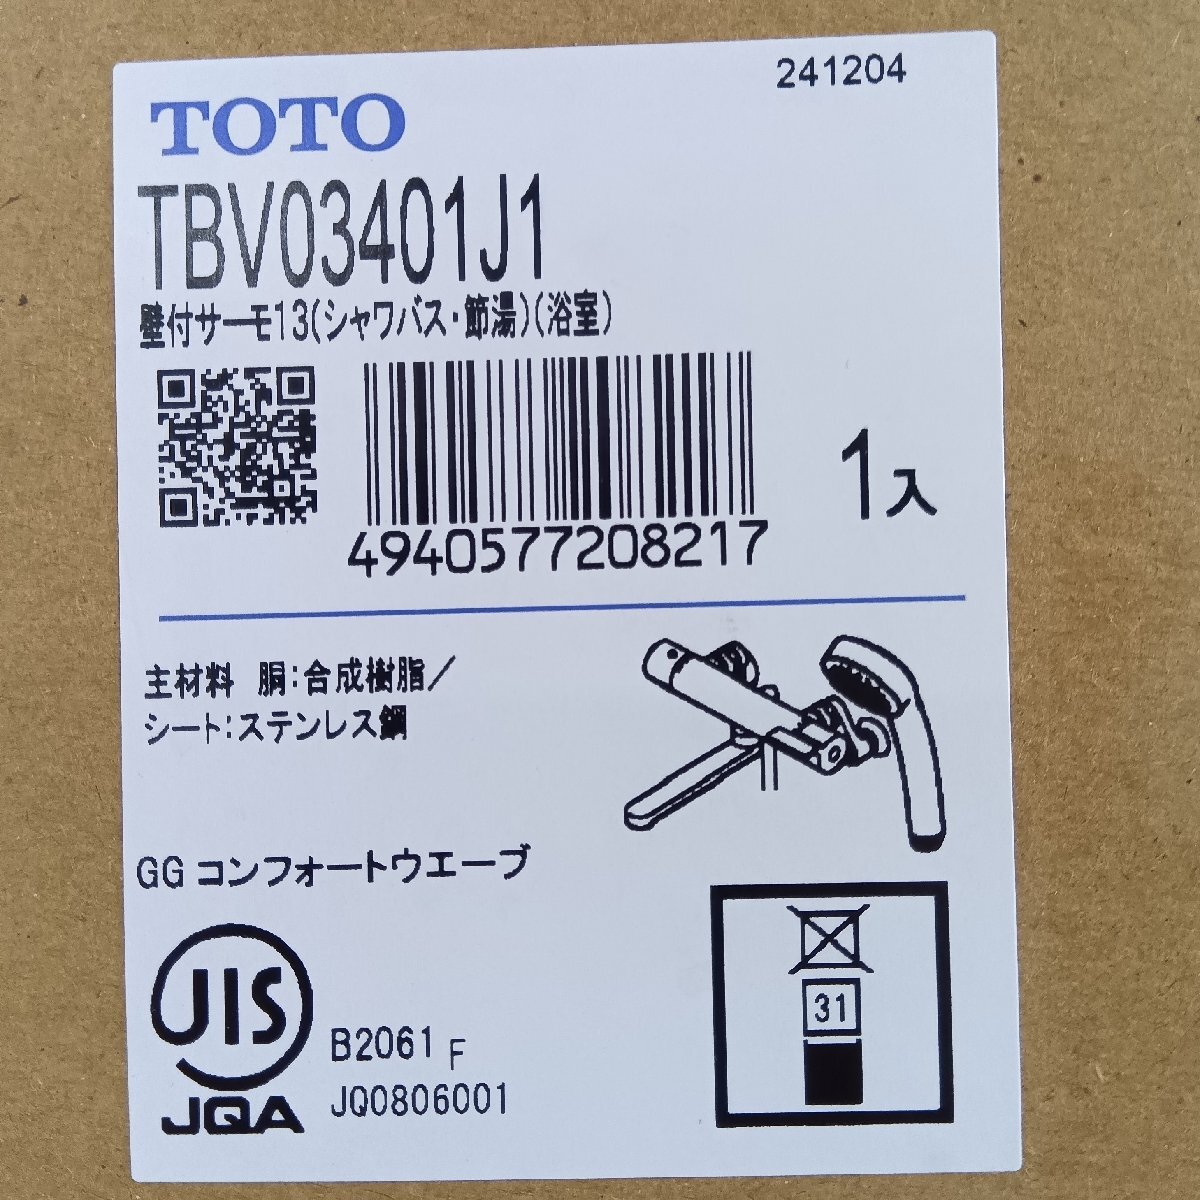 241204
TOTO
TBV03401J1
壁付サーモ13(シャワバス・節湯)(浴室)
4940577208217
1入
主材料 胴:合成樹脂/
シート:ステンレス鋼
GG コンフォートウエーブ
JIS
B2061 F
JQA
JQ0806001
31